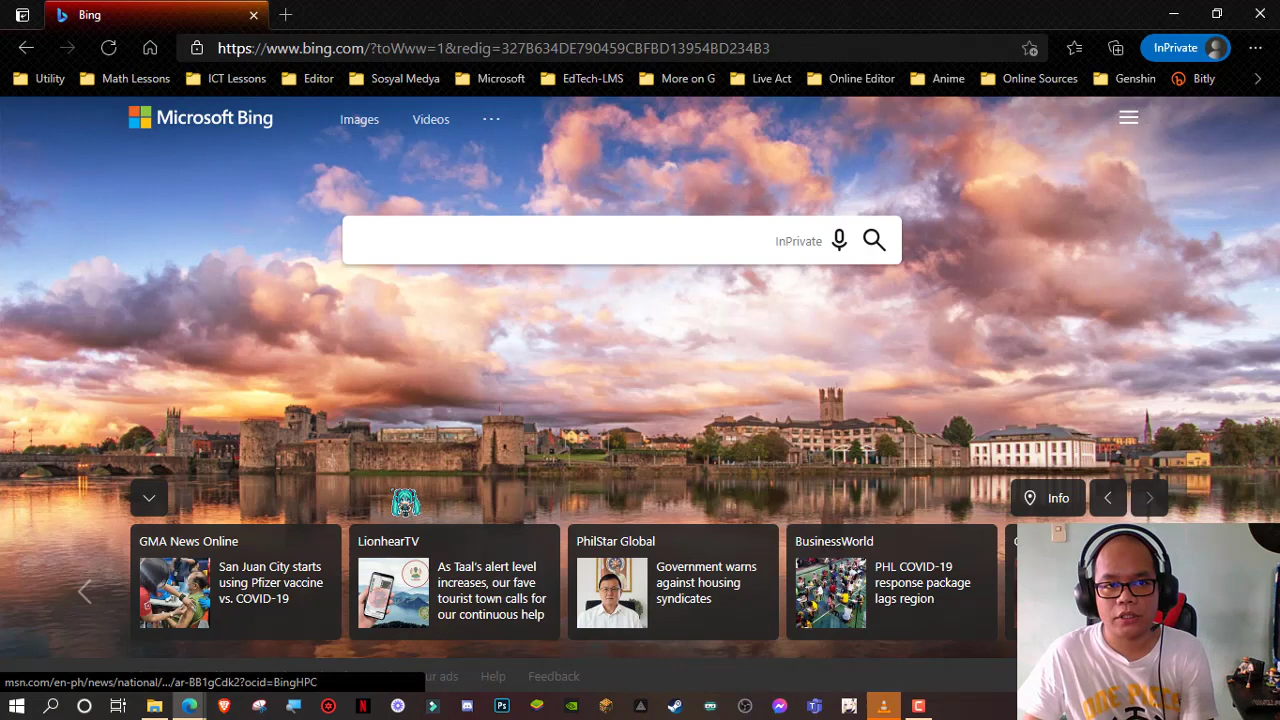 Bing
https://www.bing.com/?toWww=1&redig=327B634DE790459CBFBD13954BD234B3
InPrivate
Utility
Math Lessons
ICT Lessons
Editor
Sosyal Medya
Microsoft
EdTech-LMS
More on G
Live Act
Online Editor
Anime
Online Sources
Genshin
Bitly
Microsoft Bing
Images
Videos
InPrivate
Info
GMA News Online
San Juan City starts
using Pfizer vaccine
vs. COVID-19
LionhearTV
As Taal's alert level
increases, our fave
tourist town calls for
our continuous help
PhilStar Global
Government warns
against housing
syndicates
BusinessWorld
PHL COVID-19
response package
lags region
msn.com/en-ph/news/national/.../ar-BB1gCdk2?ocid=BingHPC
ur ads
Help
Feedback